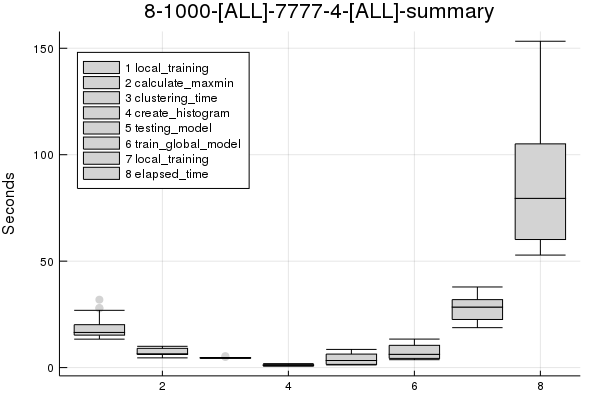 8-1000-[ALL]-7777-4-[ALL]-summary
150
1 local_training
2 calculate_maxmin
3 clustering_time
4 create_histogram
5 testing_model
6 train_global_model
7 local_training
8 elapsed_time
100
Seconds
50
0
2 4 6 8